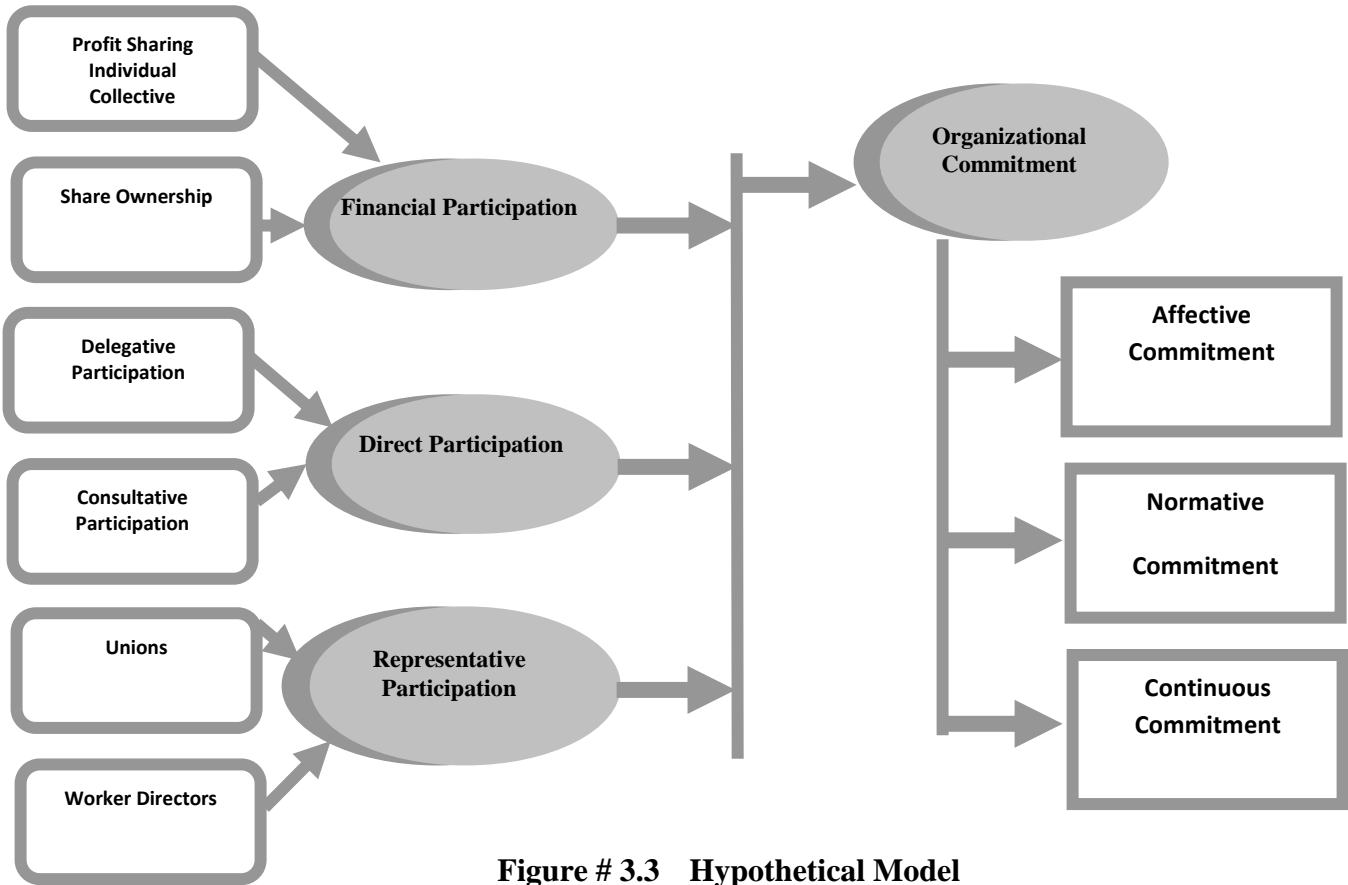 Profit Sharing
Individual
Collective
Share Ownership
Delegative
Participation
Consultative
Participation
Unions
Worker Directors
Financial Participation
Direct Participation
Representative
Participation
Organizational
Commitment
Affective
Commitment
Normative
Commitment
Continuous
Commitment
Figure # 3.3 Hypothetical Model